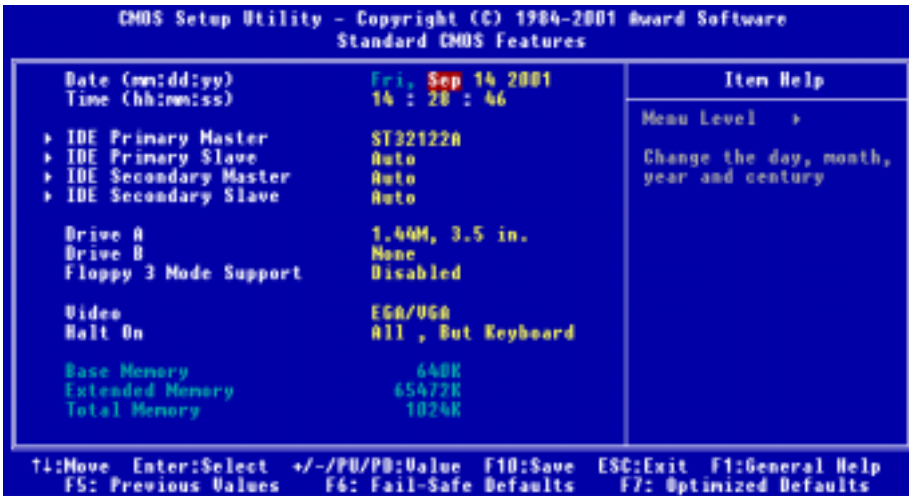 CMOS Setup Utility - Copyright (C) 1984-2001 Award Software
Standard CMOS Features
Date (mm:dd:yy) Fri, Sep 14 2001
Time (hh:mm:ss) 14 : 28 : 46
IDE Primary Master ST32122A
IDE Primary Slave Auto
IDE Secondary Master Auto
IDE Secondary Slave Auto
Drive A 1.44M, 3.5 in.
Drive B None
Floppy 3 Mode Support Disabled
Video EGA/VGA
Halt On All , But Keyboard
Base Memory 640K
Extended Memory 65472K
Total Memory 1024K
Item Help
Menu Level ▸
Change the day, month,
year and century
↑↓:Move Enter:Select +/-/PU/PD:Value F10:Save ESC:Exit F1:General Help
F5: Previous Values F6: Fail-Safe Defaults F7: Optimized Defaults